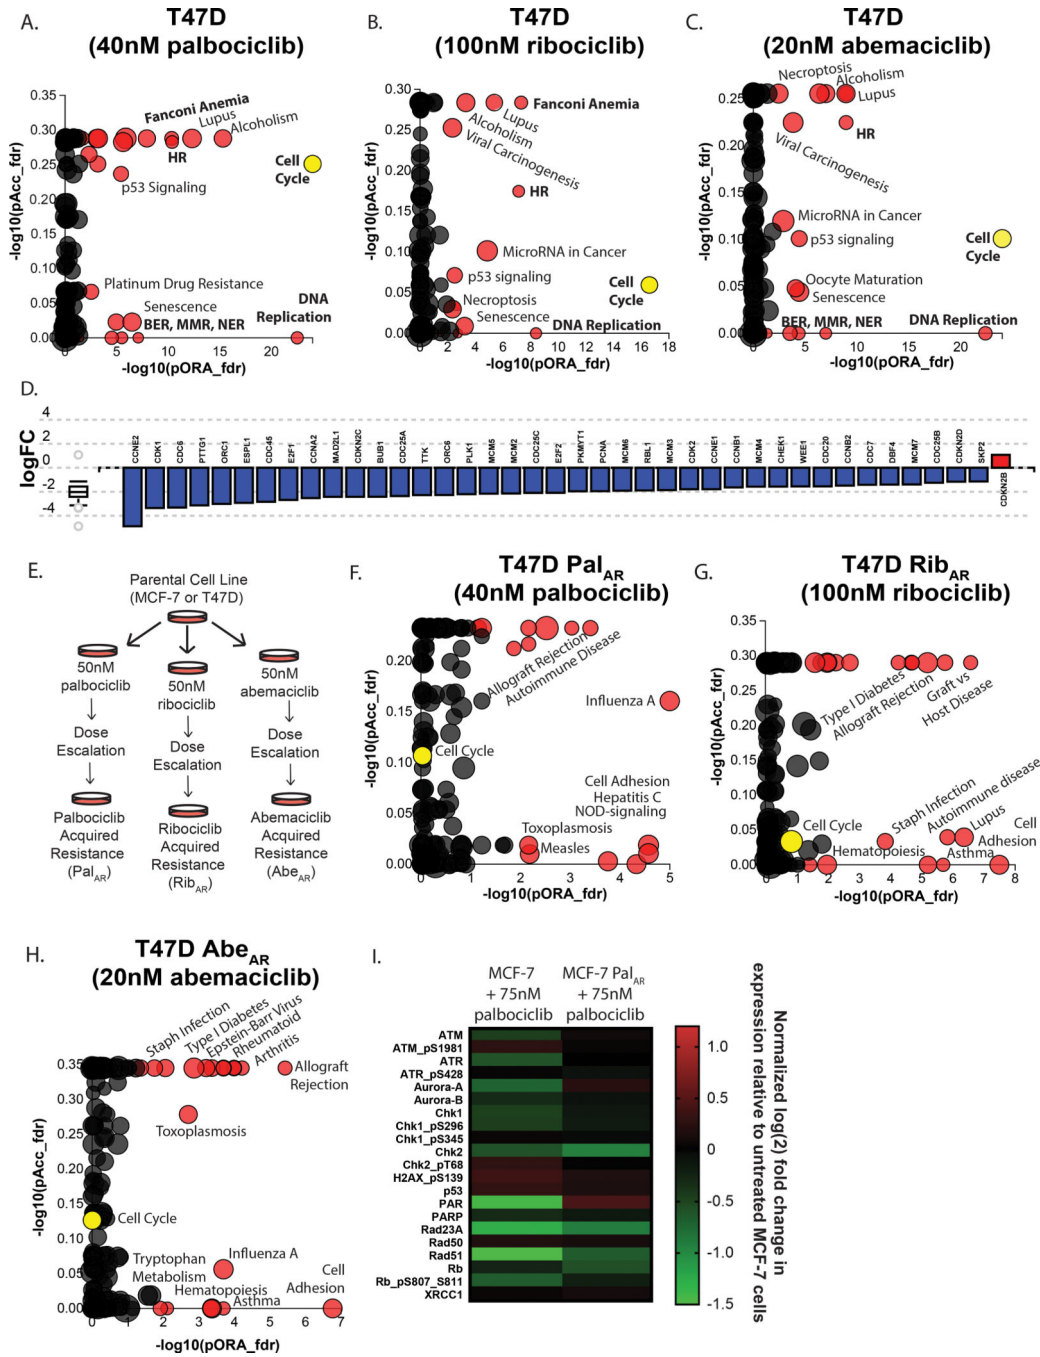 A.
T47D
(40nM palbociclib)
-log10(pAcc_fdr)
0.35
0.30
0.25
0.20
0.15
0.10
0.05
0.00
0
5
10
15
20
-log10(pORA_fdr)
Fanconi Anemia
Lupus
Alcoholism
HR
p53 Signaling
Cell
Cycle
Platinum Drug Resistance
Senescence
BER, MMR, NER
DNA
Replication
B.
T47D
(100nM ribociclib)
-log10(pAcc_fdr)
0.30
0.25
0.20
0.15
0.10
0.05
0.00
0
2
4
6
8
10
12
14
16
18
-log10(pORA_fdr)
Fanconi Anemia
Lupus
Alcoholism
Viral Carcinogenesis
HR
MicroRNA in Cancer
p53 signaling
Cell
Cycle
Necroptosis
Senescence
DNA Replication
C.
T47D
(20nM abemaciclib)
-log10(pAcc_fdr)
0.25
0.20
0.15
0.10
0.05
0.00
0
5
10
15
20
-log10(pORA_fdr)
Necroptosis
Alcoholism
Lupus
HR
Viral Carcinogenesis
MicroRNA in Cancer
p53 signaling
Cell
Cycle
Oocyte Maturation
Senescence
BER, MMR, NER
DNA Replication
D.
logFC
4
2
0
-2
-4
CCNE2
CDK1
CDC6
PTTG1
ORC1
ESPL1
CDC45
E2F1
CCNA2
MAD2L1
CDKN2C
BUB1
CDC25A
TTK
ORC6
PLK1
MCM5
MCM2
CDC25C
E2F2
PKMYT1
PCNA
MCM6
RBL1
MCM3
CDK2
CCNE1
CCNB1
MCM4
CHEK1
WEE1
CDC20
CCNB2
CDC7
DBF4
MCM7
CDC25B
CDKN2D
SKP2
CDKN2B
E.
Parental Cell Line
(MCF-7 or T47D)
50nM
palbociclib
Dose
Escalation
Palbociclib
Acquired
Resistance
(PalAR)
50nM
ribociclib
Dose
Escalation
Ribociclib
Acquired
Resistance
(RibAR)
50nM
abemaciclib
Dose
Escalation
Abemaciclib
Acquired
Resistance
(AbeAR)
F.
T47D PalAR
(40nM palbociclib)
-log10(pAcc_fdr)
0.20
0.15
0.10
0.05
0.00
0
1
2
3
4
5
-log10(pORA_fdr)
Allograft Rejection
Autoimmune Disease
Influenza A
Cell Cycle
Cell Adhesion
Hepatitis C
NOD-signaling
Toxoplasmosis
Measles
G.
T47D RibAR
(100nM ribociclib)
-log10(pAcc_fdr)
0.35
0.30
0.25
0.20
0.15
0.10
0.05
0.00
0
1
2
3
4
5
6
7
8
-log10(pORA_fdr)
Type I Diabetes
Allograft Rejection
Graft vs
Host Disease
Cell Cycle
Staph Infection
Autoimmune disease
Lupus
Cell
Adhesion
Hematopoiesis
Asthma
H.
T47D AbeAR
(20nM abemaciclib)
-log10(pAcc_fdr)
0.35
0.30
0.25
0.20
0.15
0.10
0.05
0.00
0
1
2
3
4
5
6
7
-log10(pORA_fdr)
Staph Infection
Type I Diabetes
Epstein-Barr Virus
Rheumatoid
Arthritis
Allograft
Rejection
Toxoplasmosis
Cell Cycle
Tryptophan
Metabolism
Influenza A
Hematopoiesis
Asthma
Cell
Adhesion
I.
MCF-7
+ 75nM
palbociclib
MCF-7 PalAR
+ 75nM
palbociclib
ATM
ATM_pS1981
ATR
ATR_pS428
Aurora-A
Aurora-B
Chk1
Chk1_pS296
Chk1_pS345
Chk2
Chk2_pT68
H2AX_pS139
p53
PAR
PARP
Rad23A
Rad50
Rad51
Rb
Rb_pS807_S811
XRCC1
1.0
0.5
0
-0.5
-1.0
-1.5
Normalized log(2) fold change in
expression relative to untreated MCF-7 cells